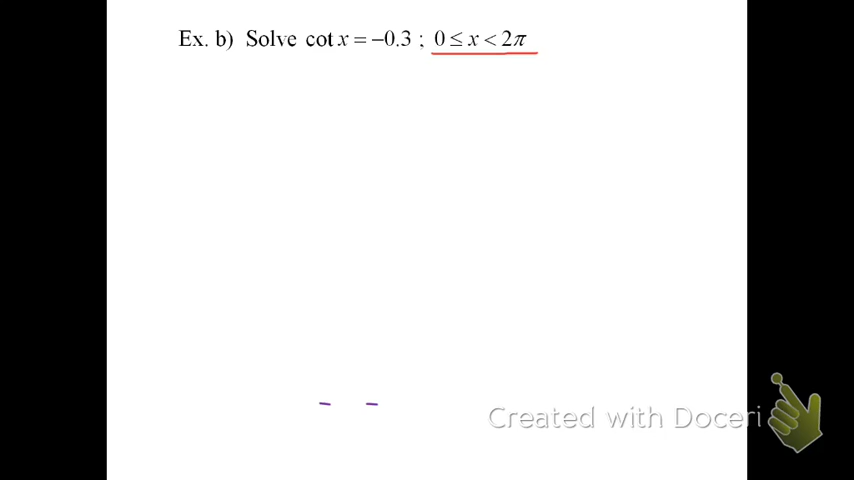 Ex. b) Solve cot x = −0.3 ; 0 ≤ x < 2π
Created with Doceri